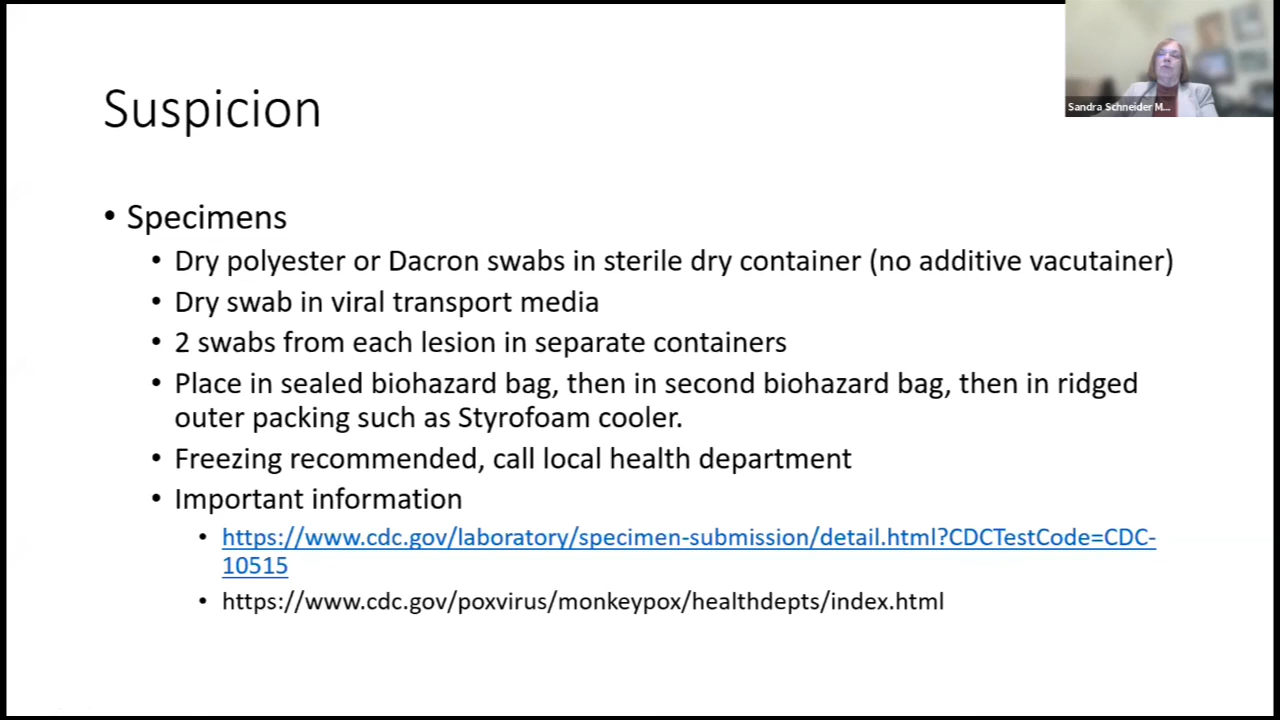 Suspicion
Sandra Schneider M...
• Specimens
• Dry polyester or Dacron swabs in sterile dry container (no additive vacutainer)
• Dry swab in viral transport media
• 2 swabs from each lesion in separate containers
• Place in sealed biohazard bag, then in second biohazard bag, then in ridged
outer packing such as Styrofoam cooler.
• Freezing recommended, call local health department
• Important information
• https://www.cdc.gov/laboratory/specimen-submission/detail.html?CDCTestCode=CDC-
10515
• https://www.cdc.gov/poxvirus/monkeypox/healthdepts/index.html